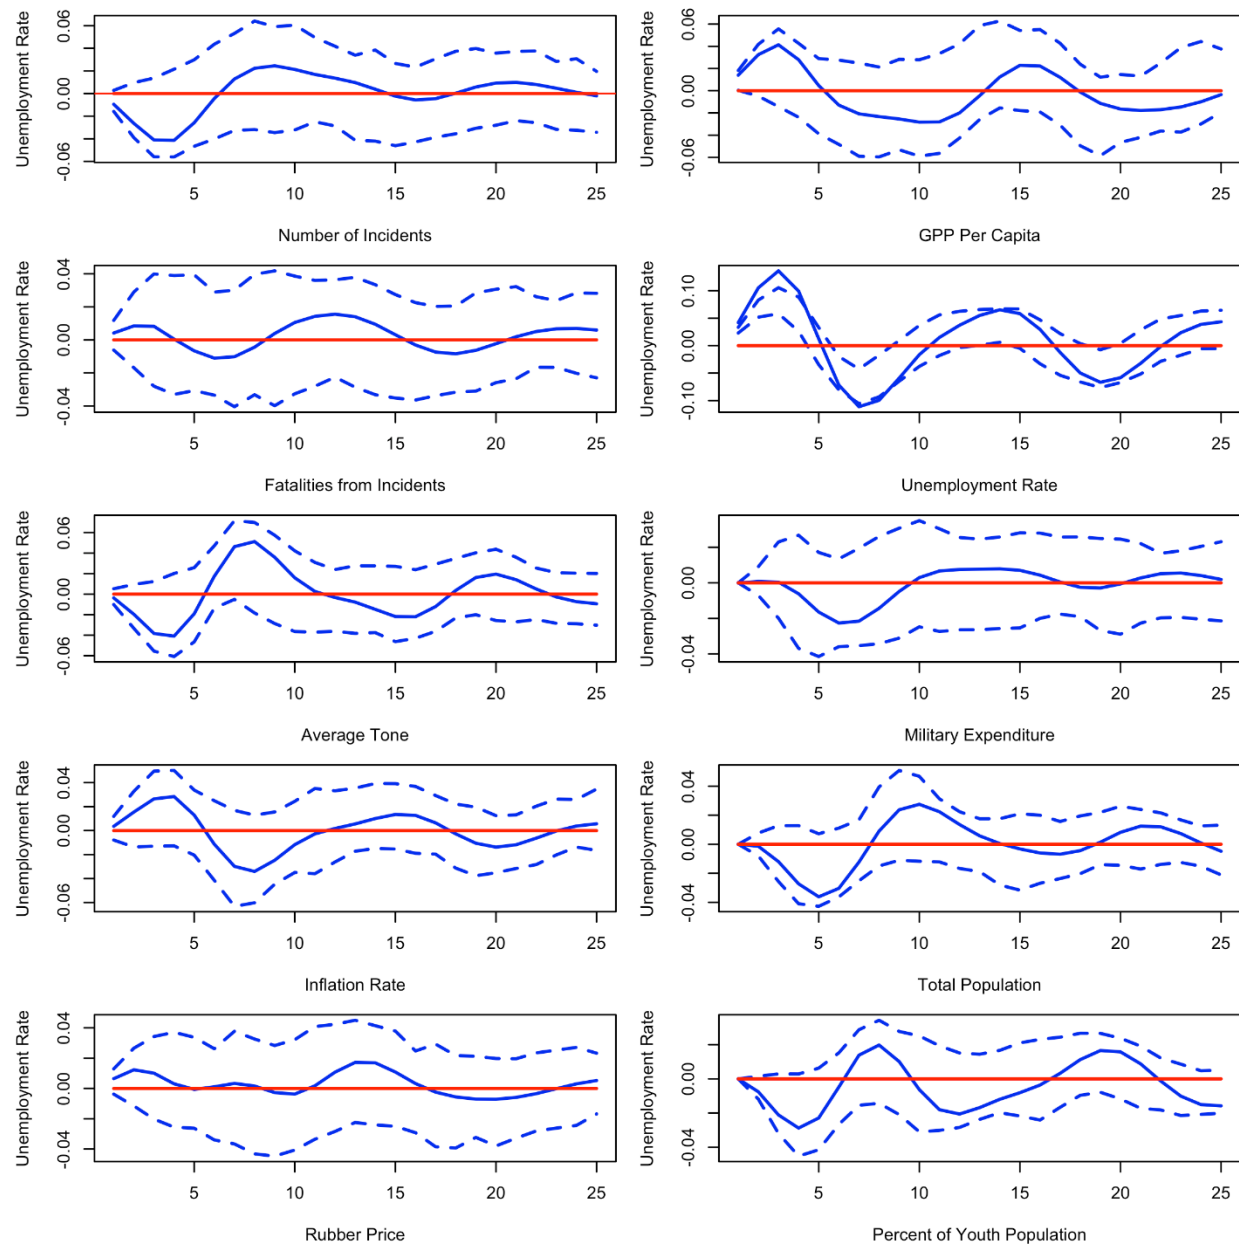 Unemployment Rate
0.06
0.00
-0.06
5 10 15 20 25
Number of Incidents
Unemployment Rate
0.06
0.00
-0.06
5 10 15 20 25
GPP Per Capita
Unemployment Rate
0.04
0.00
-0.04
5 10 15 20 25
Fatalities from Incidents
Unemployment Rate
0.10
0.00
-0.10
5 10 15 20 25
Unemployment Rate
Unemployment Rate
0.06
0.00
-0.06
5 10 15 20 25
Average Tone
Unemployment Rate
0.00
-0.04
5 10 15 20 25
Military Expenditure
Unemployment Rate
0.04
0.00
-0.06
5 10 15 20 25
Inflation Rate
Unemployment Rate
0.04
0.00
-0.04
5 10 15 20 25
Total Population
Unemployment Rate
0.04
0.00
-0.04
5 10 15 20 25
Rubber Price
Unemployment Rate
0.00
-0.04
5 10 15 20 25
Percent of Youth Population